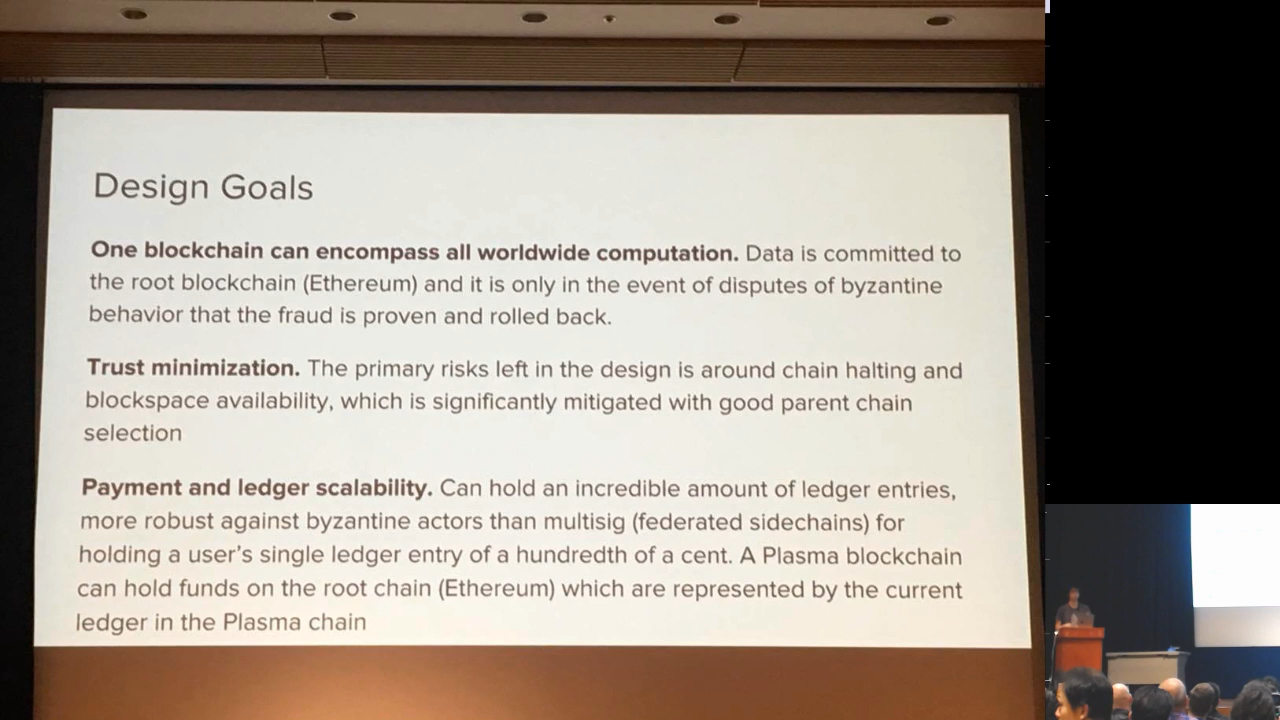 Design Goals
One blockchain can encompass all worldwide computation. Data is committed to
the root blockchain (Ethereum) and it is only in the event of disputes of byzantine
behavior that the fraud is proven and rolled back.
Trust minimization. The primary risks left in the design is around chain halting and
blockspace availability, which is significantly mitigated with good parent chain
selection
Payment and ledger scalability. Can hold an incredible amount of ledger entries,
more robust against byzantine actors than multisig (federated sidechains) for
holding a user's single ledger entry of a hundredth of a cent. A Plasma blockchain
can hold funds on the root chain (Ethereum) which are represented by the current
ledger in the Plasma chain